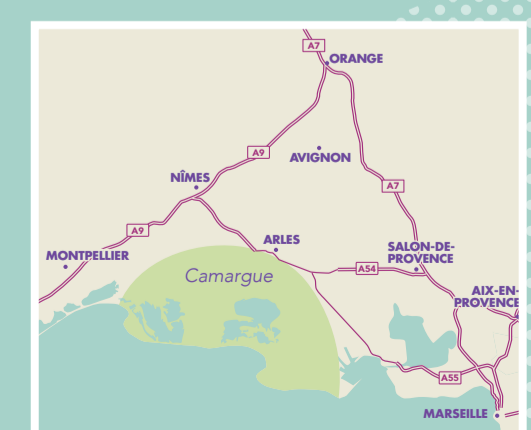 A7
ORANGE
A9
AVIGNON
NÎMES
A7
A9
ARLES
MONTPELLIER
SALON-DE-
PROVENCE
Camargue
A54
AIX-EN-
PROVENCE
A55
MARSEILLE